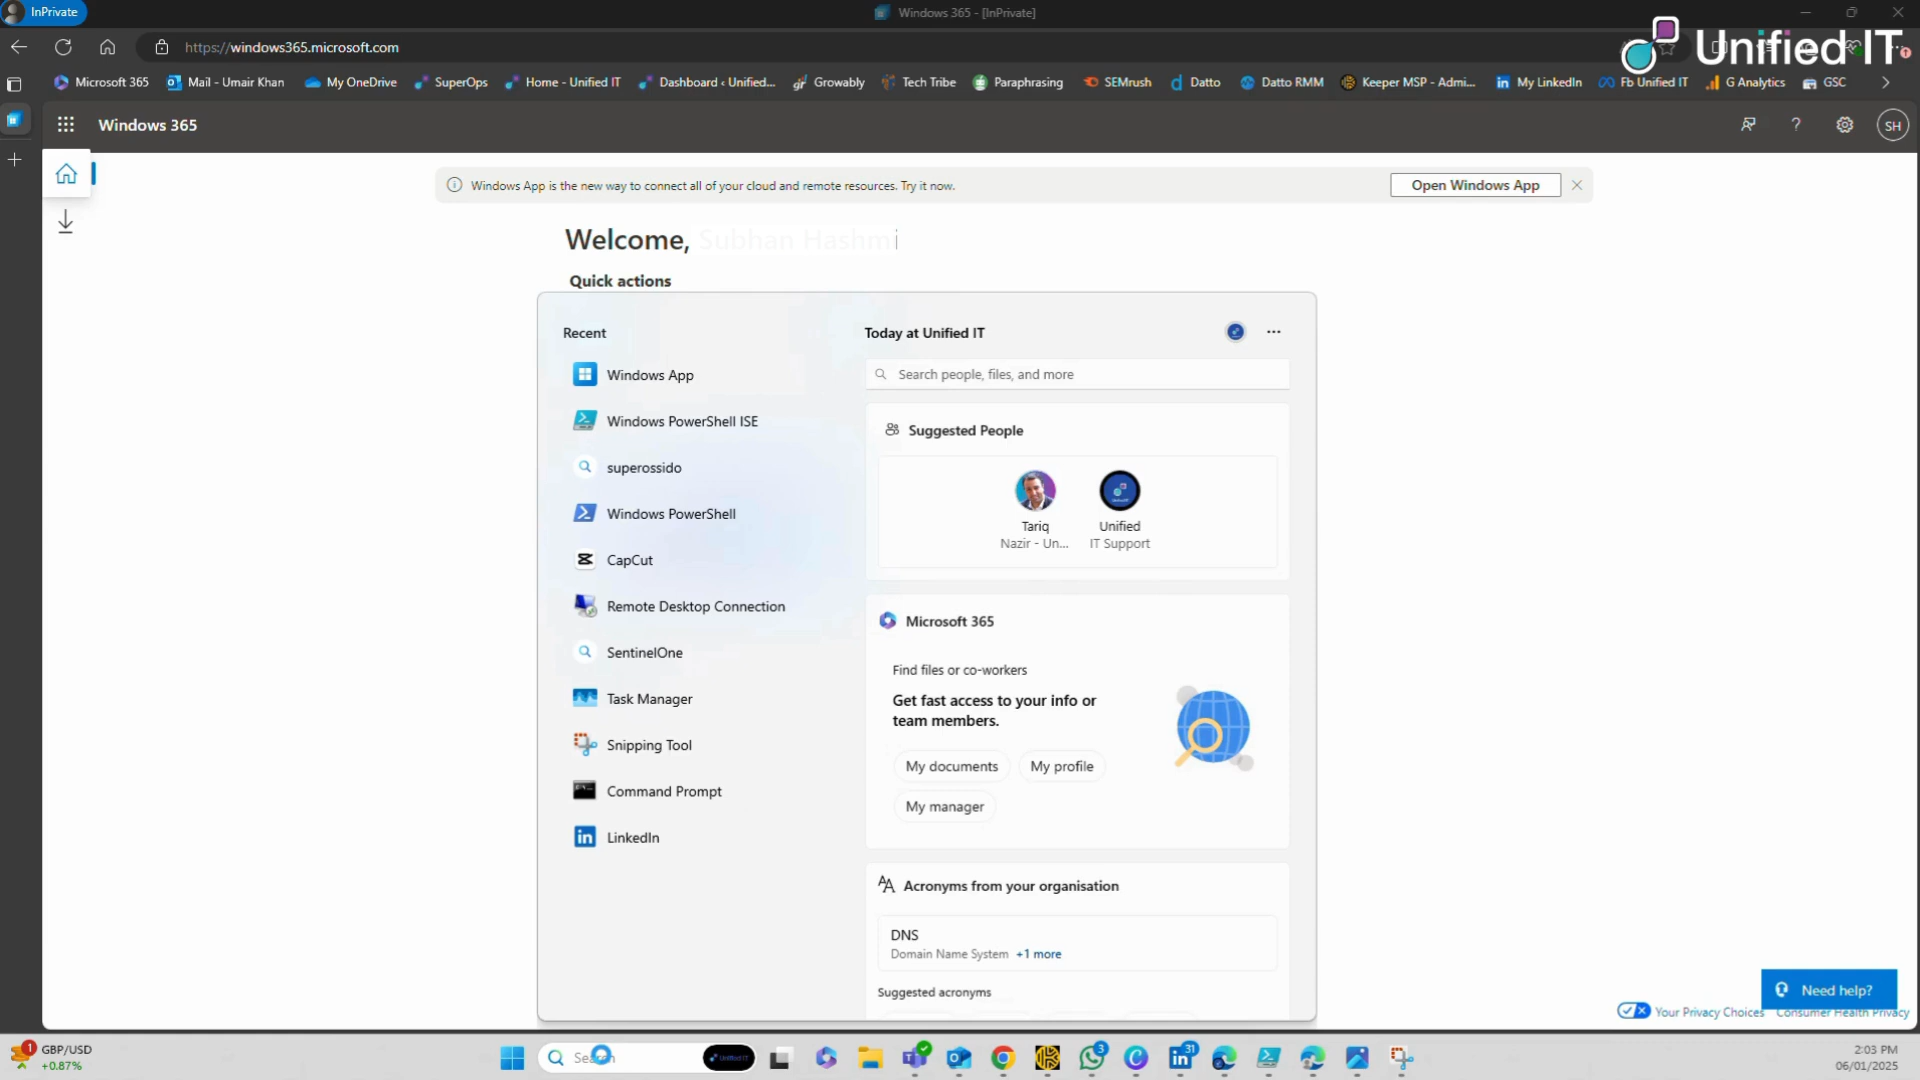 InPrivate
Windows 365 - [InPrivate]
https://windows365.microsoft.com
Unified IT
Microsoft 365
Mail - Umair Khan
My OneDrive
SuperOps
Home - Unified IT
Dashboard ‹ Unified...
Growably
Tech Tribe
Paraphrasing
SEMrush
Datto
Datto RMM
Keeper MSP - Admi...
My LinkedIn
Fb Unified IT
G Analytics
GSC
Windows 365
SH
Windows App is the new way to connect all of your cloud and remote resources. Try it now.
Open Windows App
Welcome, Subhan Hashmi
Quick actions
Recent
Windows App
Windows PowerShell ISE
superossido
Windows PowerShell
CapCut
Remote Desktop Connection
SentinelOne
Task Manager
Snipping Tool
Command Prompt
LinkedIn
Today at Unified IT
Search people, files, and more
Suggested People
Tariq
Nazir - Un...
Unified
IT Support
Microsoft 365
Find files or co-workers
Get fast access to your info or
team members.
My documents
My profile
My manager
Acronyms from your organisation
DNS
Domain Name System +1 more
Suggested acronyms
Need help?
Your Privacy Choices
Consumer Health Privacy
1
GBP/USD
+0.87%
Search
Unified IT
3
31
2:03 PM
06/01/2025